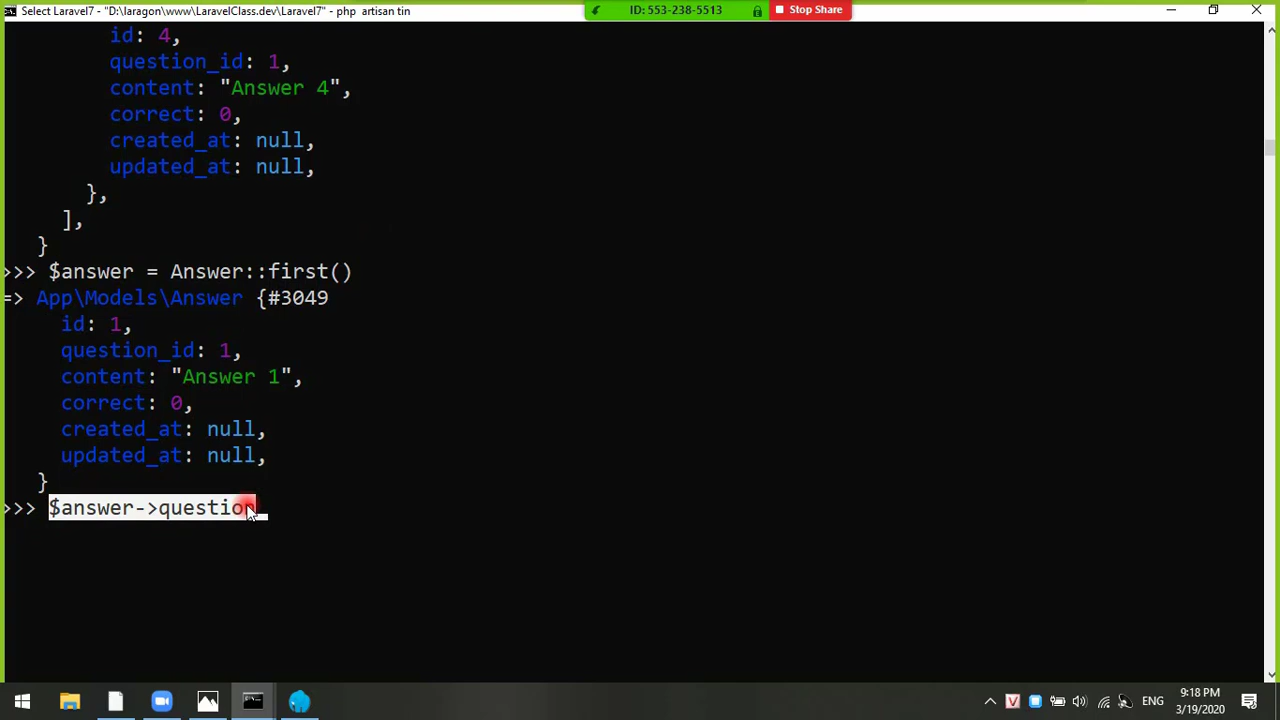 Select Laravel7 - "D:\laragon\www\LaravelClass.dev\Laravel7" - php artisan tin
ID: 553-238-5513
Stop Share
id: 4,
question_id: 1,
content: "Answer 4",
correct: 0,
created_at: null,
updated_at: null,
},
],
}
>>> $answer = Answer::first()
=> App\Models\Answer {#3049
id: 1,
question_id: 1,
content: "Answer 1",
correct: 0,
created_at: null,
updated_at: null,
}
>>> $answer->question
ENG
9:18 PM
3/19/2020